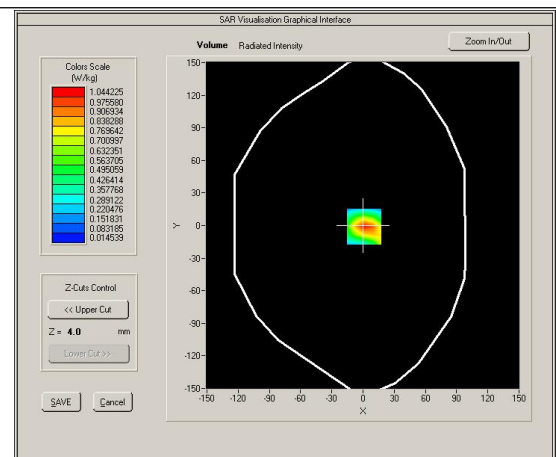 SAR Visualisation Graphical Interface
Volume Radiated Intensity
Zoom In/Out
Colors Scale
(W/kg)
1.044225
0.975580
0.906934
0.838288
0.769642
0.700997
0.632351
0.563705
0.495059
0.426414
0.357768
0.289122
0.220476
0.151831
0.083185
0.014539
Z-Cuts Control
<< Upper Cut
Z = 4.0 mm
Lower Cut >>
SAVE Cancel
150
120
90
60
30
Y 0
-30
-60
-90
-120
-150
-150 -120 -90 -60 -30 0 30 60 90 120 150
X